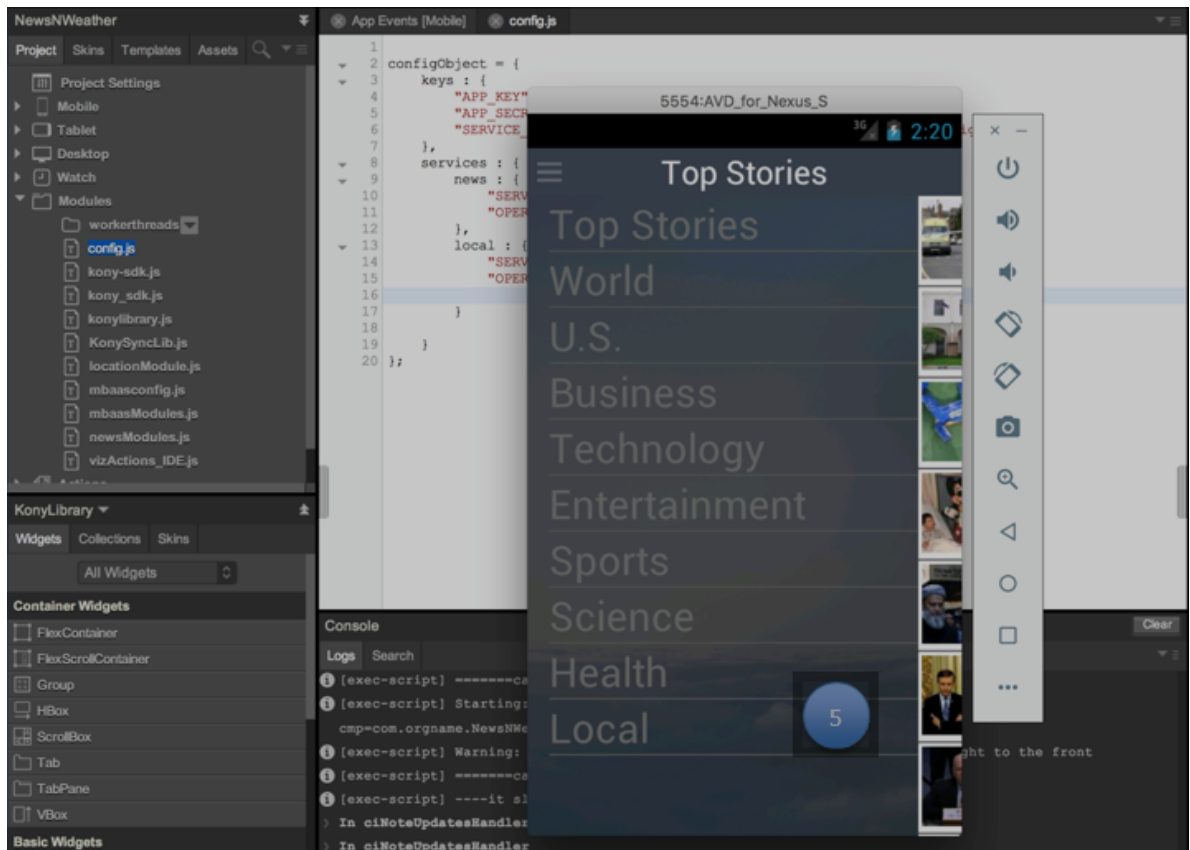 NewsNWeather
Project Skins Templates Assets
Project Settings
Mobile
Tablet
Desktop
Watch
Modules
workerthreads
config.js
kony-sdk.js
kony_sdk.js
konylibrary.js
KonySyncLib.js
locationModule.js
mbaasconfig.js
mbaasModules.js
newsModules.js
vizActions_IDE.js
KonyLibrary
Widgets Collections Skins
All Widgets
Container Widgets
FlexContainer
FlexScrollContainer
Group
HBox
ScrollBox
Tab
TabPane
VBox
Basic Widgets
App Events [Mobile] config.js
1
2 configObject = {
3 keys : {
4 "APP_KEY"
5 "APP_SECR
6 "SERVICE_
7 },
8 services : {
9 news : {
10 "SERV
11 "OPER
12 },
13 local : {
14 "SERV
15 "OPER
16
17 }
18
19 }
20 };
5554:AVD_for_Nexus_S
3G 2:20
Top Stories
Top Stories
World
U.S.
Business
Technology
Entertainment
Sports
Science
Health
Local
5
Console
Clear
Logs Search
[exec-script] =======ca
[exec-script] Starting:
cmp=com.orgname.NewsNWe
[exec-script] Warning: ght to the front
[exec-script] =======ca
[exec-script] ----it sl
> In ciNoteUpdatesHandler
> In ciNoteUpdatesHandler